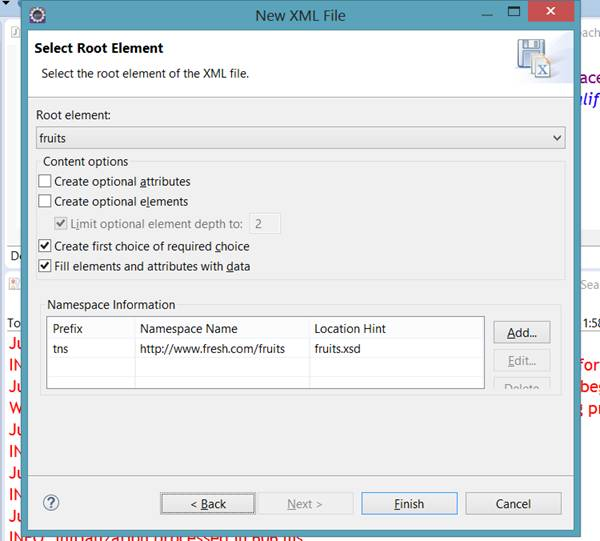 New XML File
Select Root Element
Select the root element of the XML file.
Root element:
fruits
Content options
Create optional attributes
Create optional elements
Limit optional element depth to: 2
Create first choice of required choice
Fill elements and attributes with data
Namespace Information
Prefix Namespace Name Location Hint
tns http://www.fresh.com/fruits fruits.xsd
Add...
Edit...
Delete
< Back Next > Finish Cancel